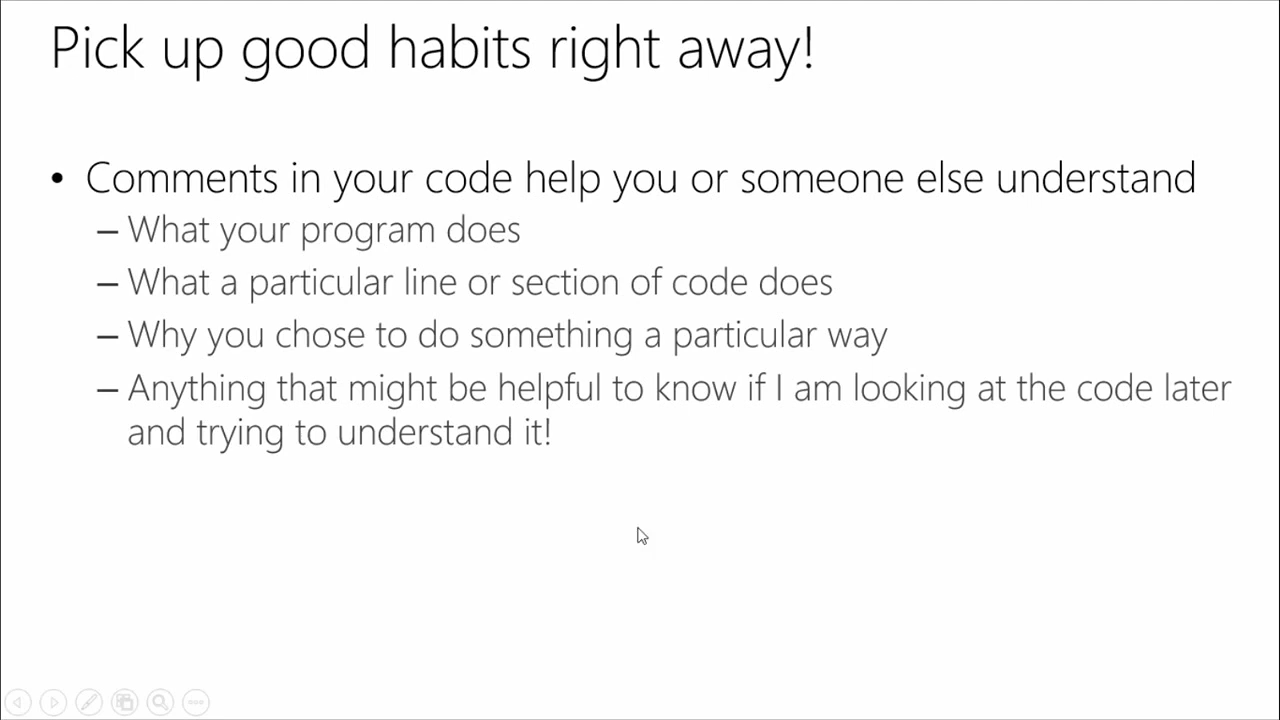 Pick up good habits right away!
• Comments in your code help you or someone else understand
– What your program does
– What a particular line or section of code does
– Why you chose to do something a particular way
– Anything that might be helpful to know if I am looking at the code later
and trying to understand it!